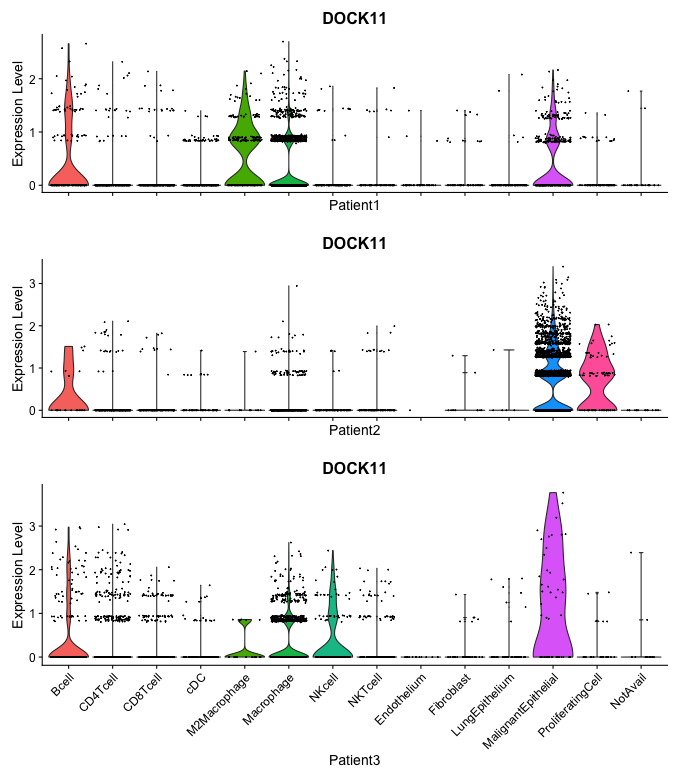 DOCK11
Expression Level
2
1
0
Patient1
DOCK11
Expression Level
3
2
1
0
Patient2
DOCK11
Expression Level
3
2
1
0
Bcell
CD4Tcell
CD8Tcell
cDC
M2Macrophage
Macrophage
NKcell
NKTcell
Endothelium
Fibroblast
LungEpithelium
MalignantEpithelial
ProliferatingCell
NotAvail
Patient3